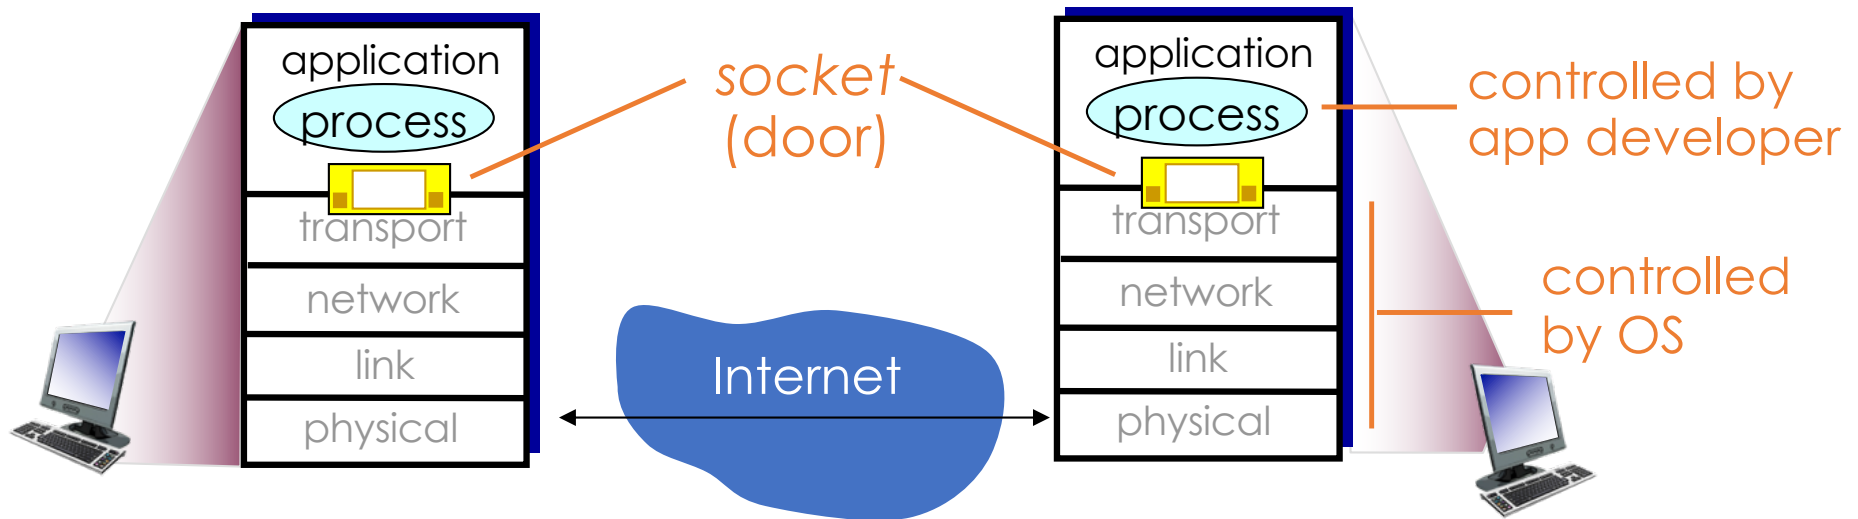 application
process
transport
network
link
physical
socket
(door)
Internet
application
process
transport
network
link
physical
controlled by
app developer
controlled
by OS